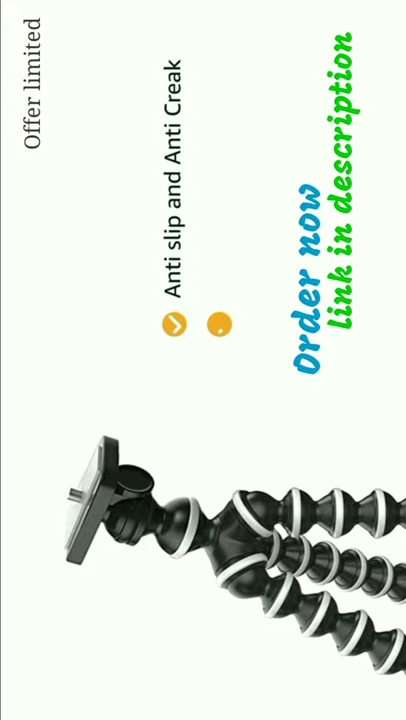 Offer limited
Anti slip and Anti Creak
Order now
link in description